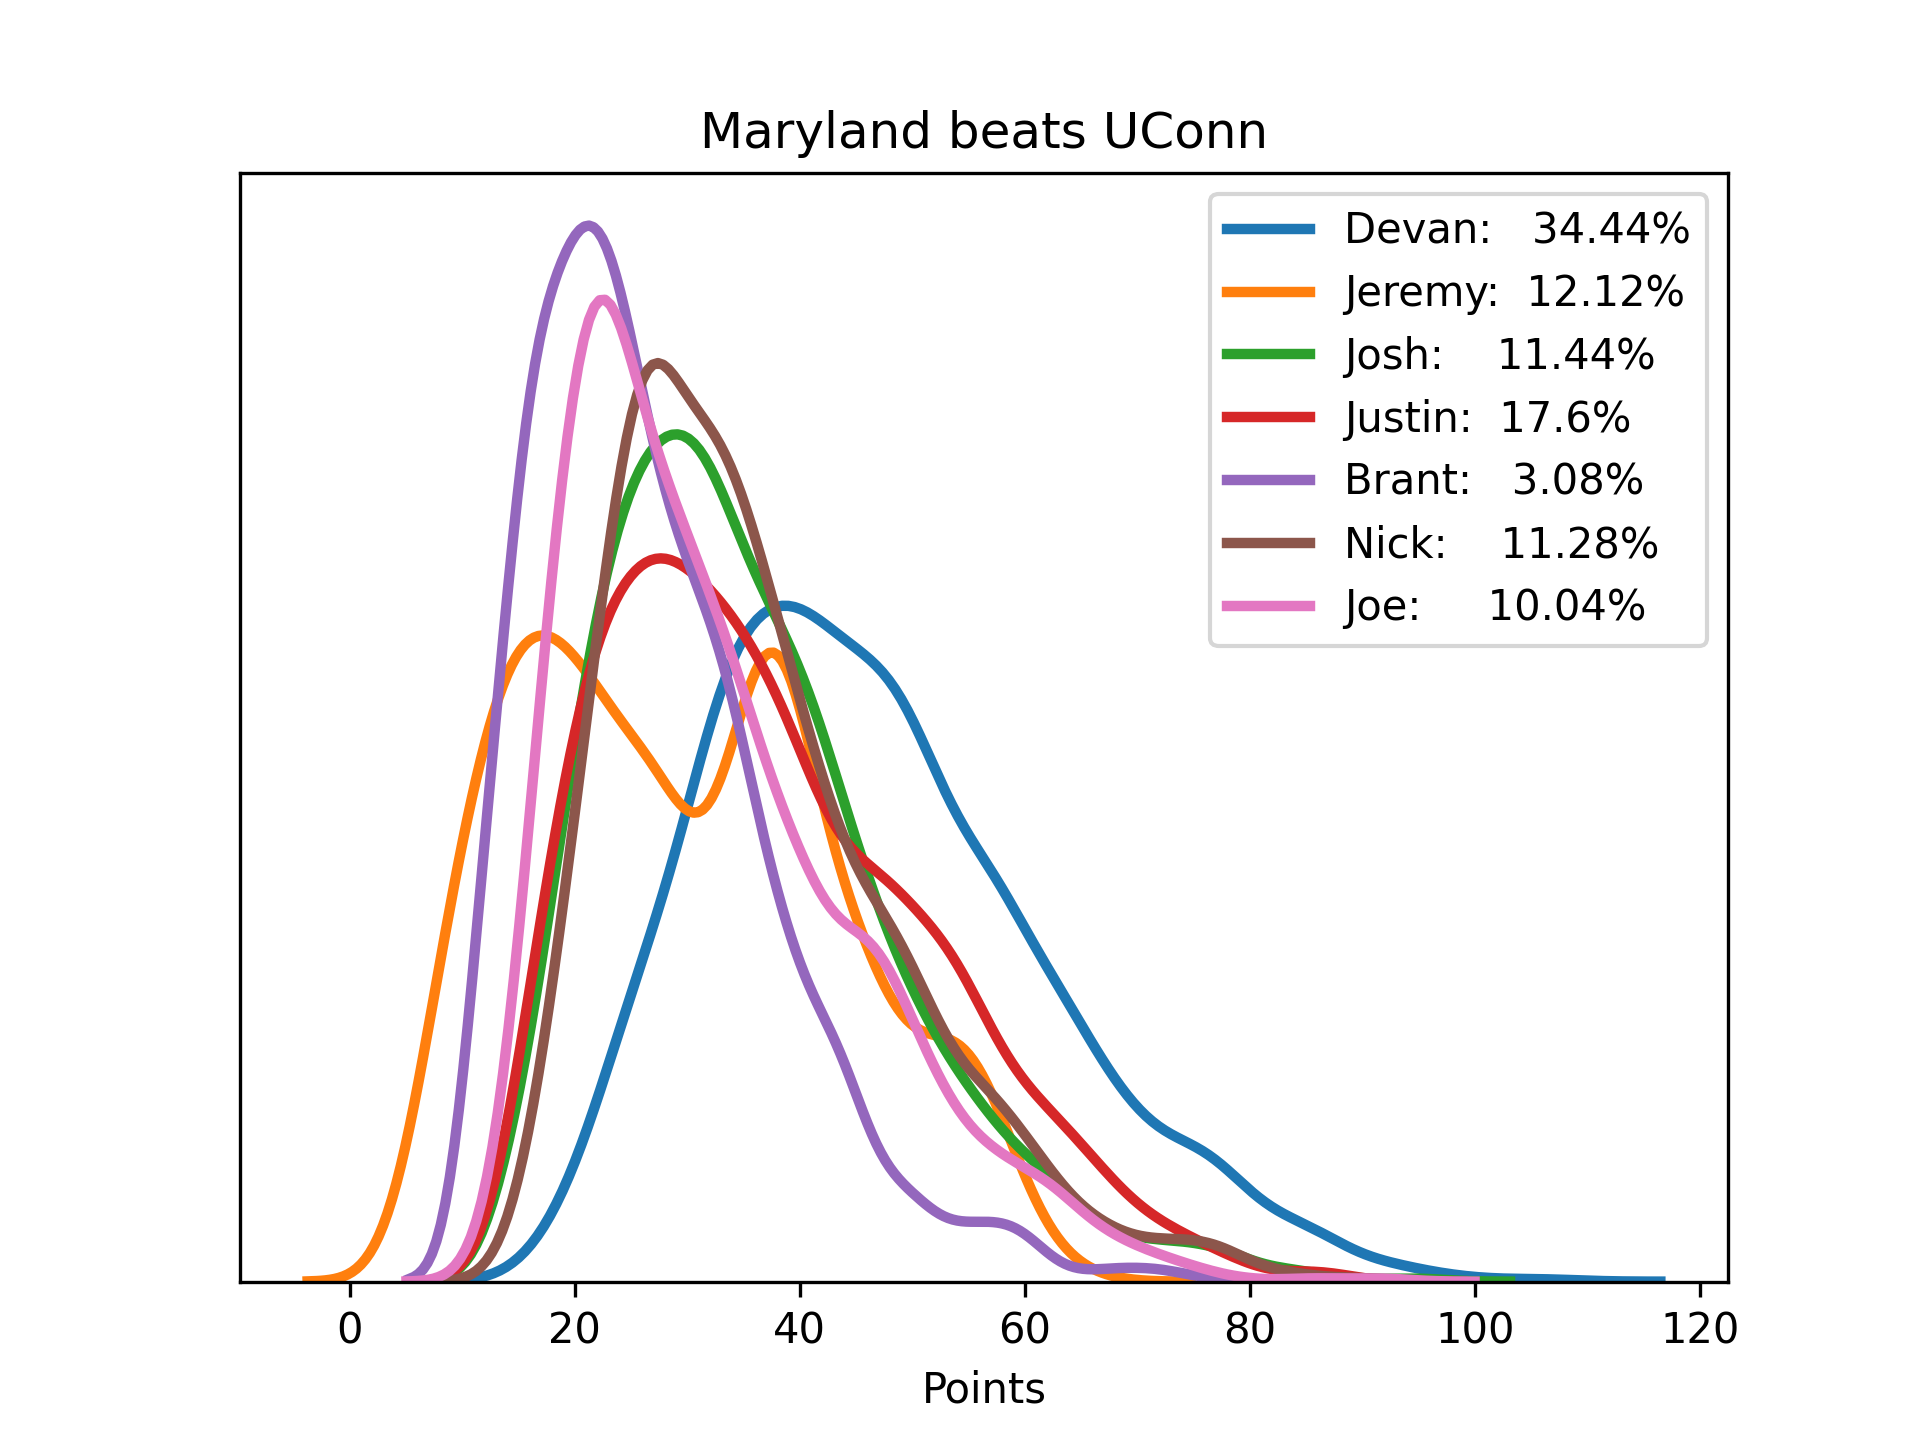 Maryland beats UConn
Devan: 34.44%
Jeremy: 12.12%
Josh: 11.44%
Justin: 17.6%
Brant: 3.08%
Nick: 11.28%
Joe: 10.04%
0 20 40 60 80 100 120
Points